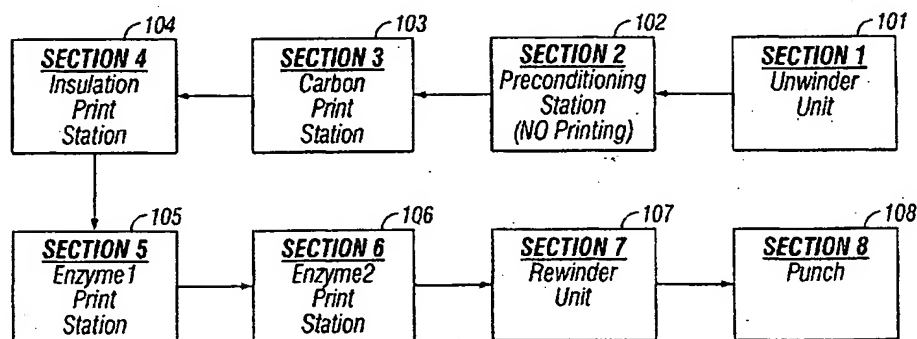 104
SECTION 4
Insulation
Print
Station
103
SECTION 3
Carbon
Print
Station
102
SECTION 2
Preconditioning
Station
(NO Printing)
101
SECTION 1
Unwinder
Unit
105
SECTION 5
Enzyme1
Print
Station
106
SECTION 6
Enzyme2
Print
Station
107
SECTION 7
Rewinder
Unit
108
SECTION 8
Punch